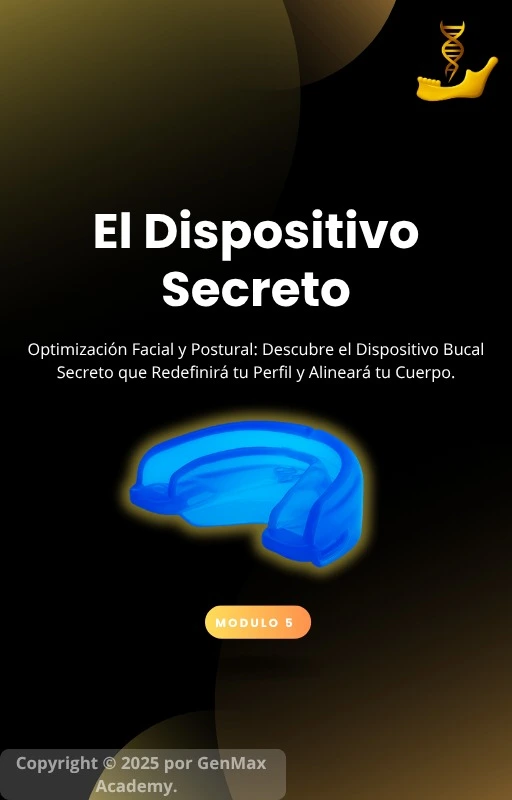 El Dispositivo
Secreto
Optimización Facial y Postural: Descubre el Dispositivo Bucal
Secreto que Redefinirá tu Perfil y Alineará tu Cuerpo.
MODULO 5
Copyright © 2025 por GenMax
Academy.